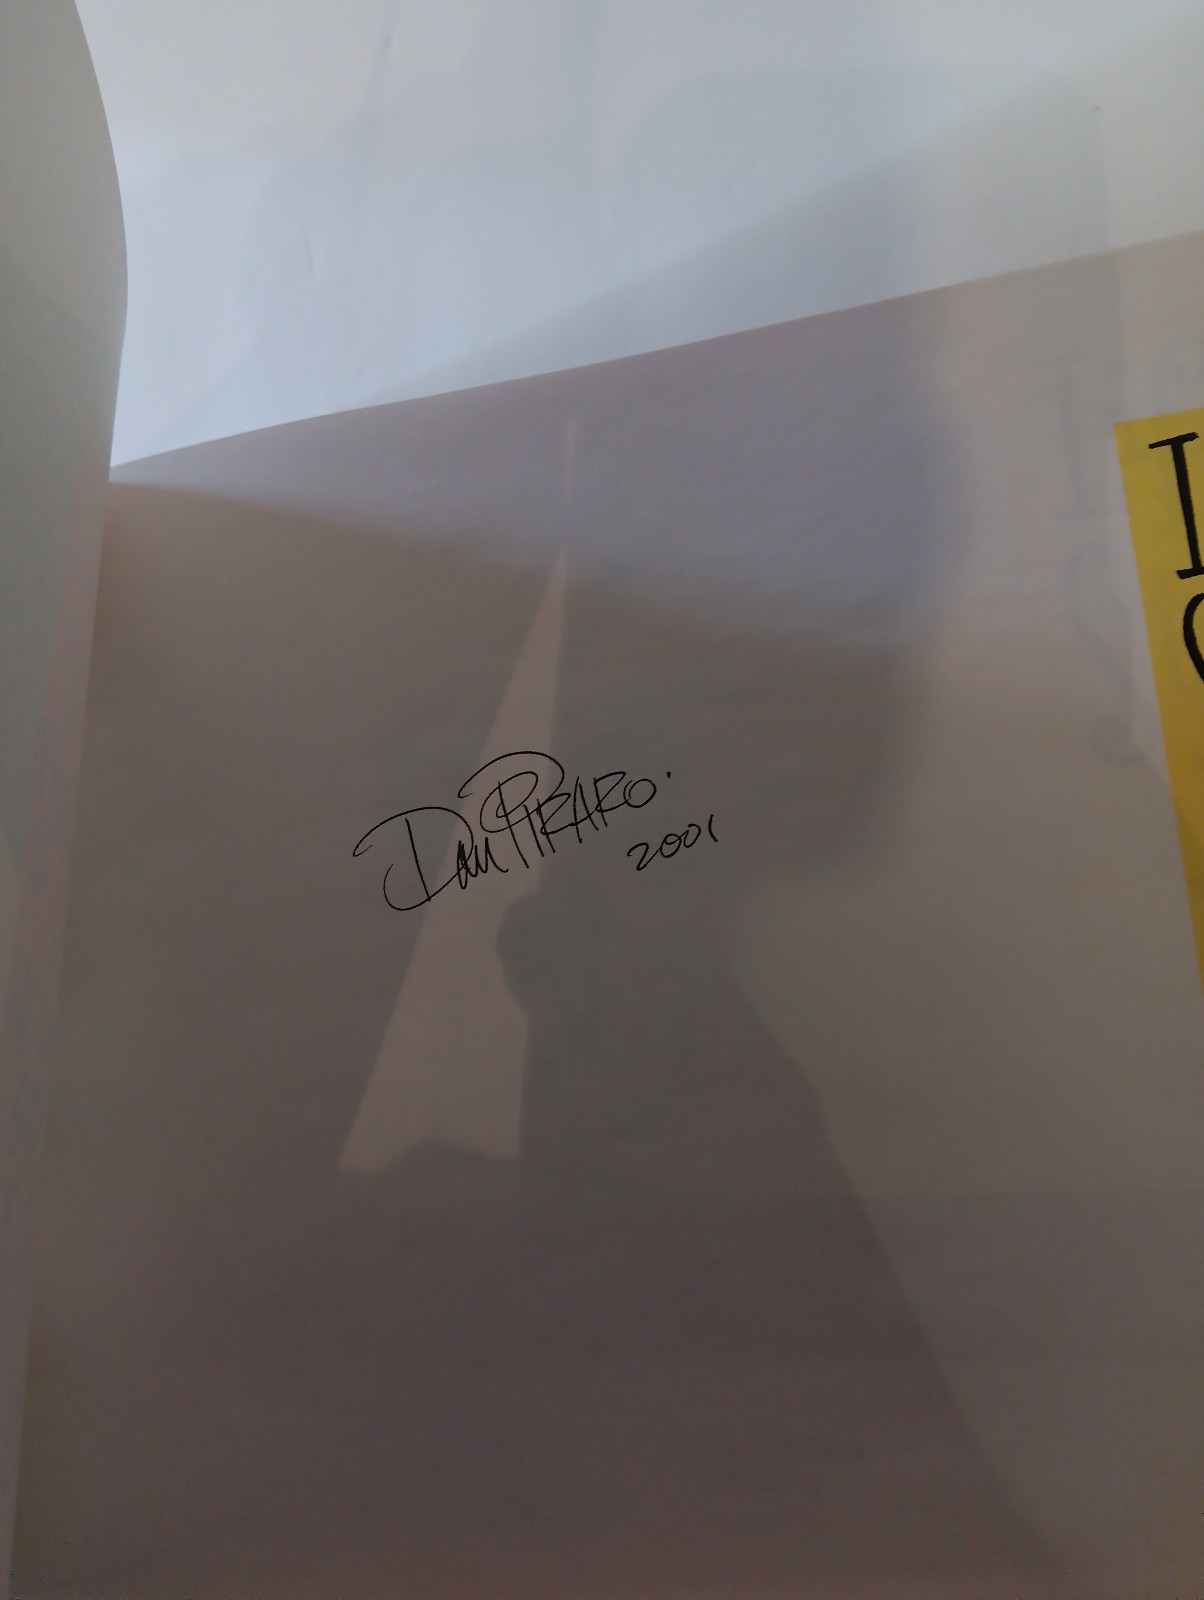 Dan PIRARO.
2001
I